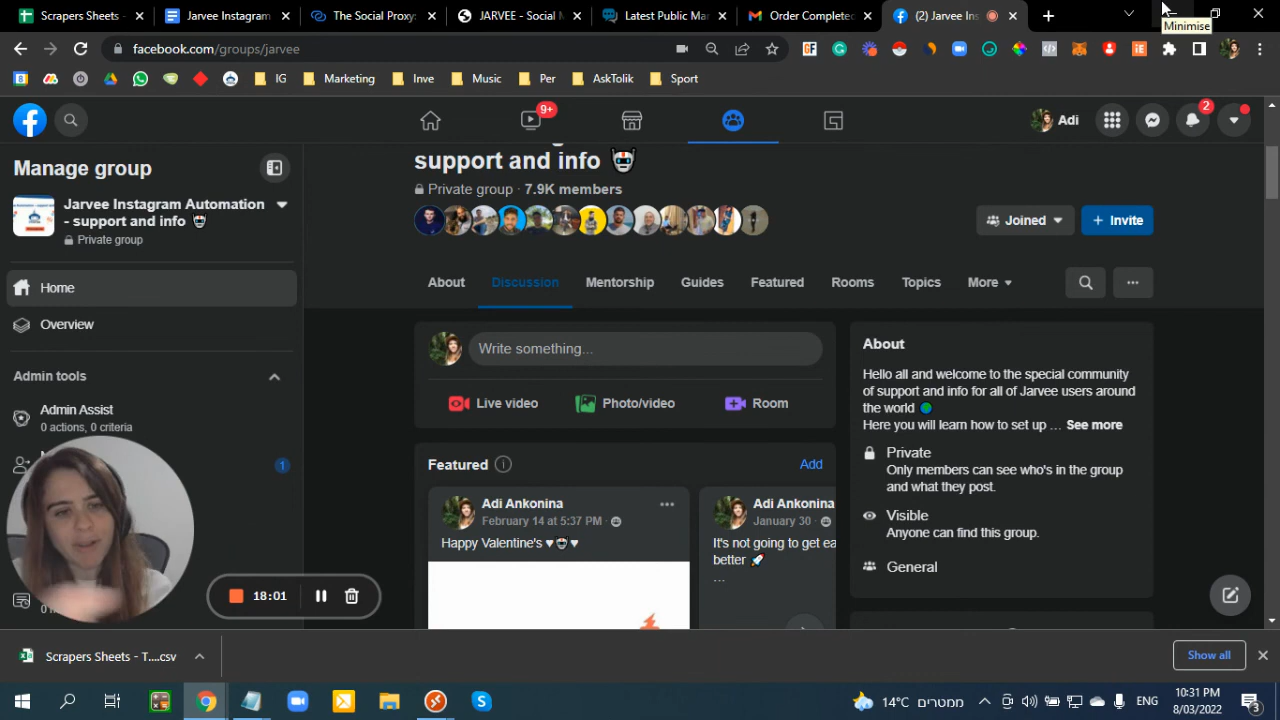 Scrapers Sheets -
Jarvee Instagram
The Social Proxy:
JARVEE - Social M
Latest Public Mar
Order Completed
(2) Jarvee Ins
Minimise
facebook.com/groups/jarvee
IG
Marketing
Inve
Music
Per
AskTolik
Sport
9+
Adi
2
Manage group
Jarvee Instagram Automation
- support and info
Private group
Home
Overview
Admin tools
Admin Assist
0 actions, 0 criteria
1
support and info
Private group · 7.9K members
Joined
+ Invite
About
Discussion
Mentorship
Guides
Featured
Rooms
Topics
More
Write something...
Live video
Photo/video
Room
Featured
Add
Adi Ankonina
February 14 at 5:37 PM ·
Happy Valentine's ♥🤖♥
Adi Ankonina
January 30 ·
It's not going to get ea
better 🚀
...
About
Hello all and welcome to the special community
of support and info for all of Jarvee users around
the world 🌍
Here you will learn how to set up … See more
Private
Only members can see who's in the group
and what they post.
Visible
Anyone can find this group.
General
18:01
Scrapers Sheets - T....csv
Show all
14°C ממטרים
ENG
10:31 PM
8/03/2022
3